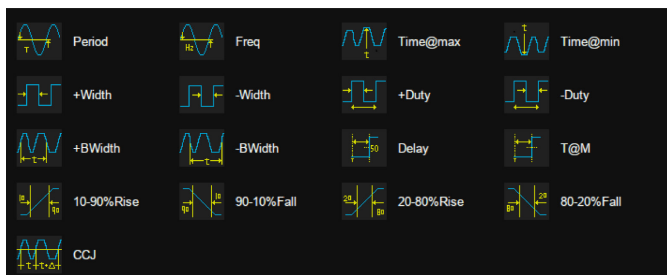 Period Freq Time@max Time@min
+Width -Width +Duty -Duty
+BWidth -BWidth Delay T@M
10-90%Rise 90-10%Fall 20-80%Rise 80-20%Fall
CCJ